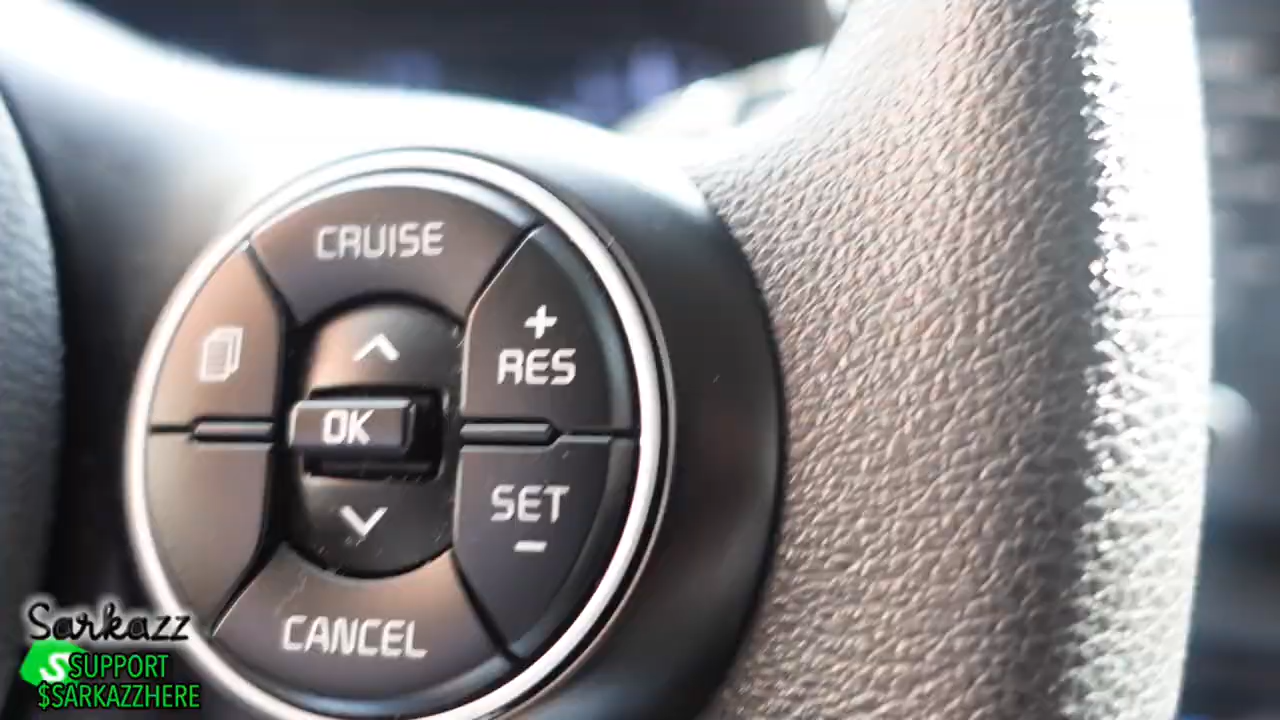 CRUISE
+
RES
OK
SET
-
CANCEL
Sarkazz
S SUPPORT
$SARKAZZHERE